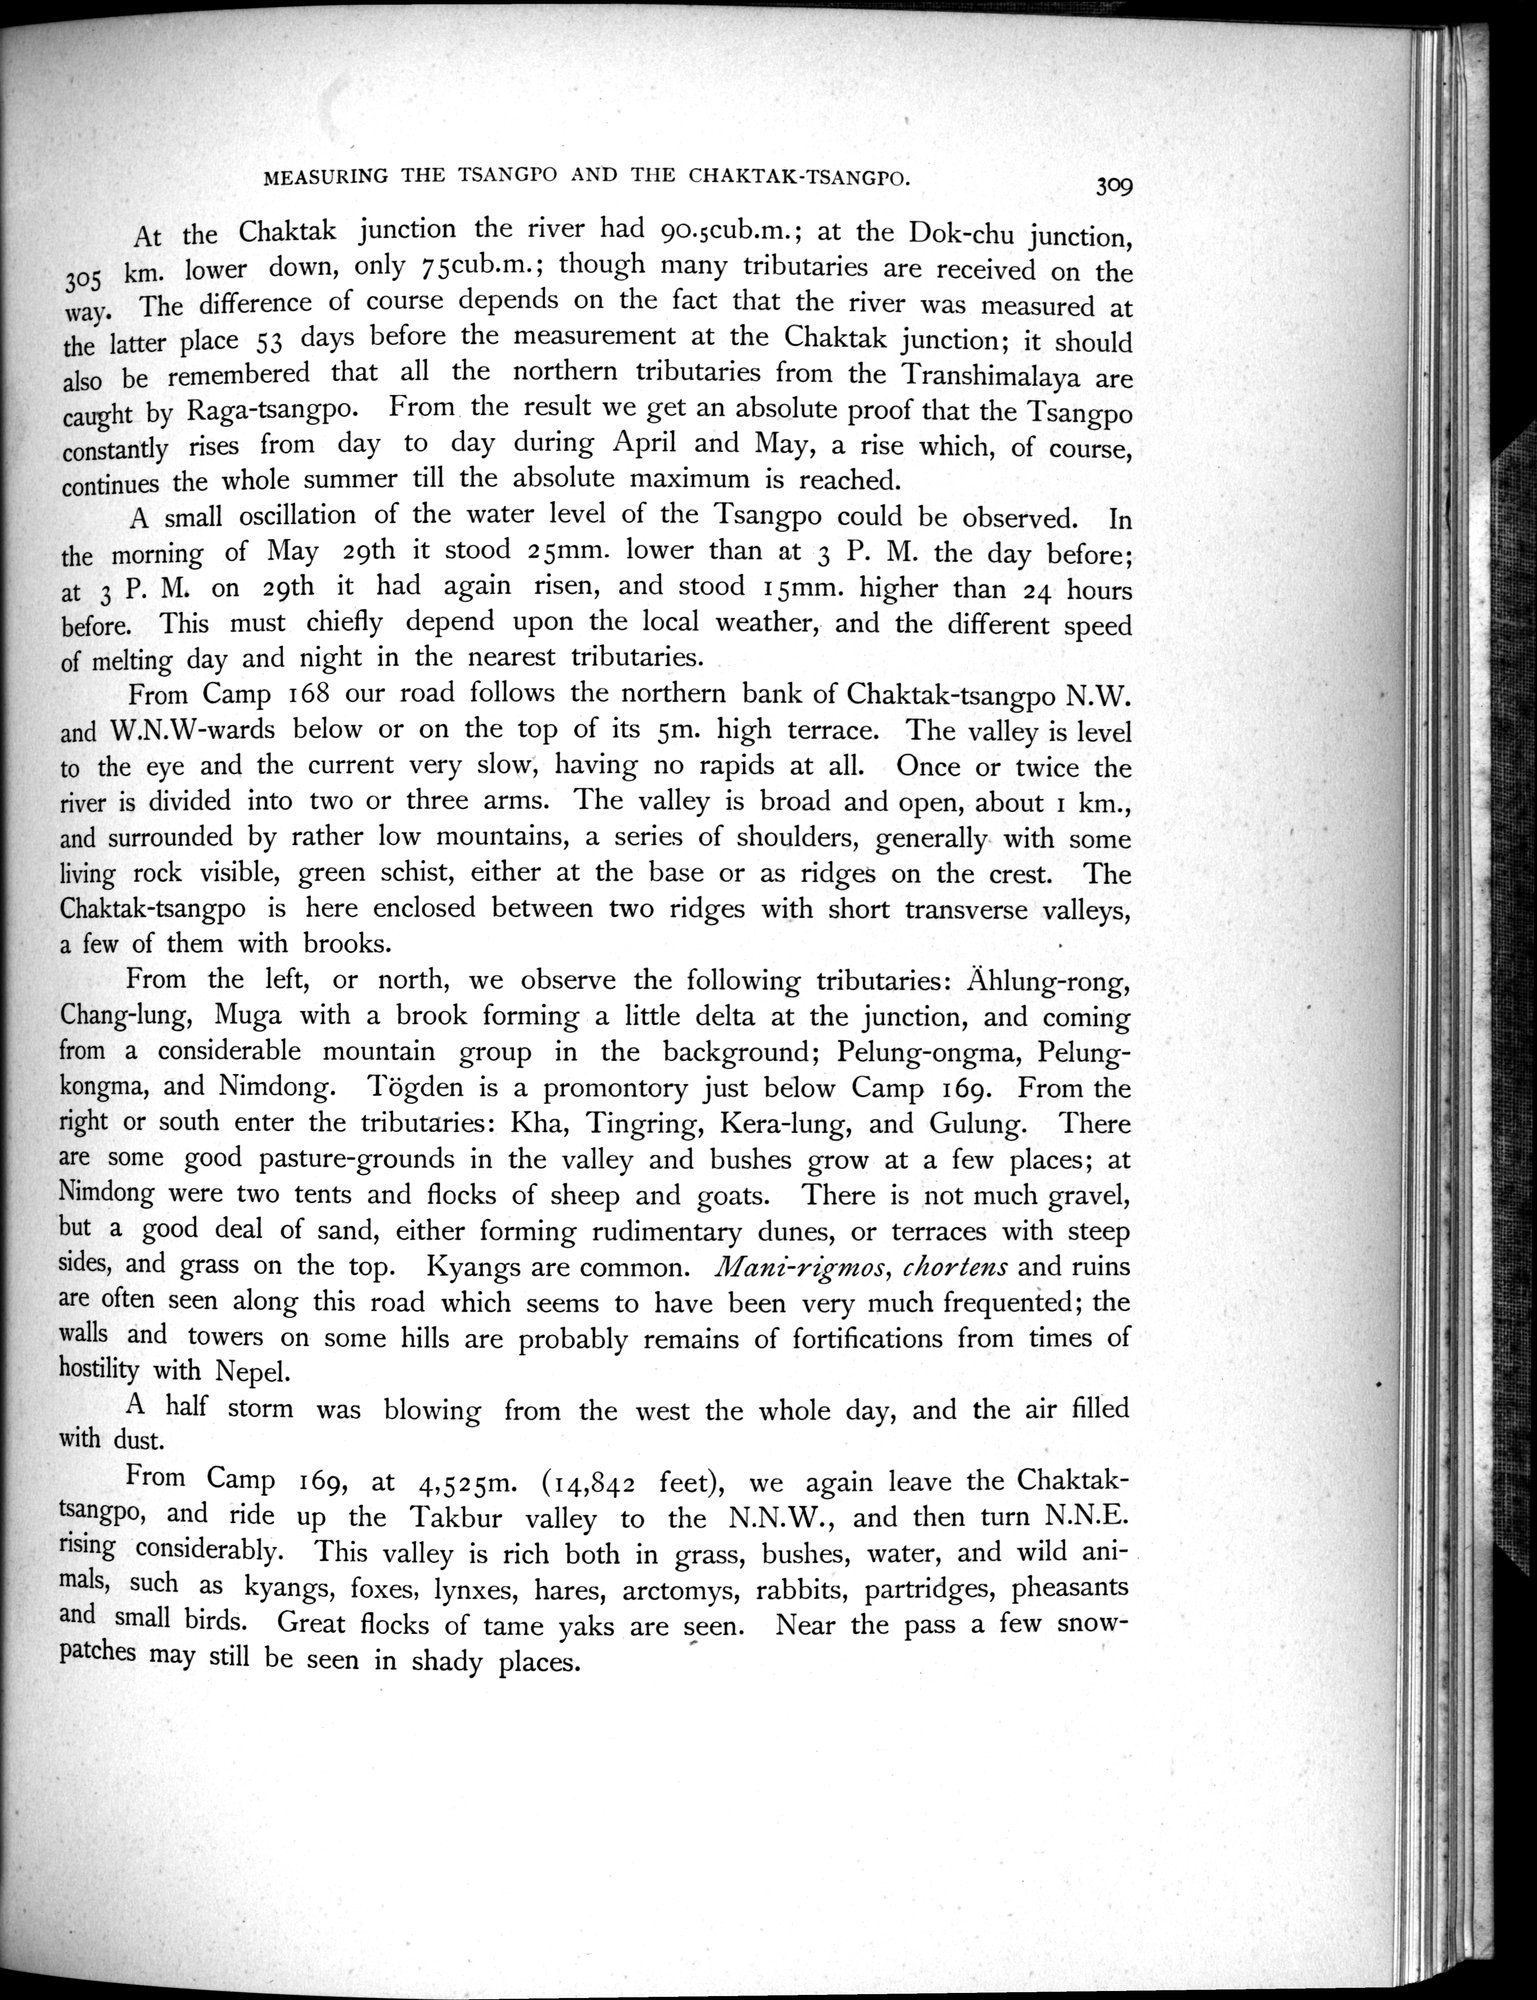 MEASURING THE TSANGPO AND THE CHAKTAK-TSANGPO. 309
At the Chaktak junction the river had 90.5cub.m.; at the Dok-chu junction,
305 km. lower down, only 75cub.m.; though many tributaries are received on the
way. The difference of course depends on the fact that the river was measured at
the latter place 53 days before the measurement at the Chaktak junction; it should
also be remembered that all the northern tributaries from the Transhimalaya are
caught by Raga-tsangpo. From the result we get an absolute proof that the Tsangpo
constantly rises from day to day during April and May, a rise which, of course,
continues the whole summer till the absolute maximum is reached.
A small oscillation of the water level of the Tsangpo could be observed. In
the morning of May 29th it stood 25mm. lower than at 3 P. M. the day before;
at 3 P. M. on 29th it had again risen, and stood 15mm. higher than 24 hours
before. This must chiefly depend upon the local weather, and the different speed
of melting day and night in the nearest tributaries.
From Camp 168 our road follows the northern bank of Chaktak-tsangpo N.W.
and W.N.W-wards below or on the top of its 5m. high terrace. The valley is level
to the eye and the current very slow, having no rapids at all. Once or twice the
river is divided into two or three arms. The valley is broad and open, about 1 km.,
and surrounded by rather low mountains, a series of shoulders, generally with some
living rock visible, green schist, either at the base or as ridges on the crest. The
Chaktak-tsangpo is here enclosed between two ridges with short transverse valleys,
a few of them with brooks.
From the left, or north, we observe the following tributaries: Ählung-rong,
Chang-lung, Muga with a brook forming a little delta at the junction, and coming
from a considerable mountain group in the background; Pelung-ongma, Pelung-
kongma, and Nimdong. Tögden is a promontory just below Camp 169. From the
right or south enter the tributaries: Kha, Tingring, Kera-lung, and Gulung. There
are some good pasture-grounds in the valley and bushes grow at a few places; at
Nimdong were two tents and flocks of sheep and goats. There is not much gravel,
but a good deal of sand, either forming rudimentary dunes, or terraces with steep
sides, and grass on the top. Kyangs are common. Mani-rigmos, chortens and ruins
are often seen along this road which seems to have been very much frequented; the
walls and towers on some hills are probably remains of fortifications from times of
hostility with Nepel.
A half storm was blowing from the west the whole day, and the air filled
with dust.
From Camp 169, at 4,525m. (14,842 feet), we again leave the Chaktak-
tsangpo, and ride up the Takbur valley to the N.N.W., and then turn N.N.E.
rising considerably. This valley is rich both in grass, bushes, water, and wild ani-
mals, such as kyangs, foxes, lynxes, hares, arctomys, rabbits, partridges, pheasants
and small birds. Great flocks of tame yaks are seen. Near the pass a few snow-
patches may still be seen in shady places.